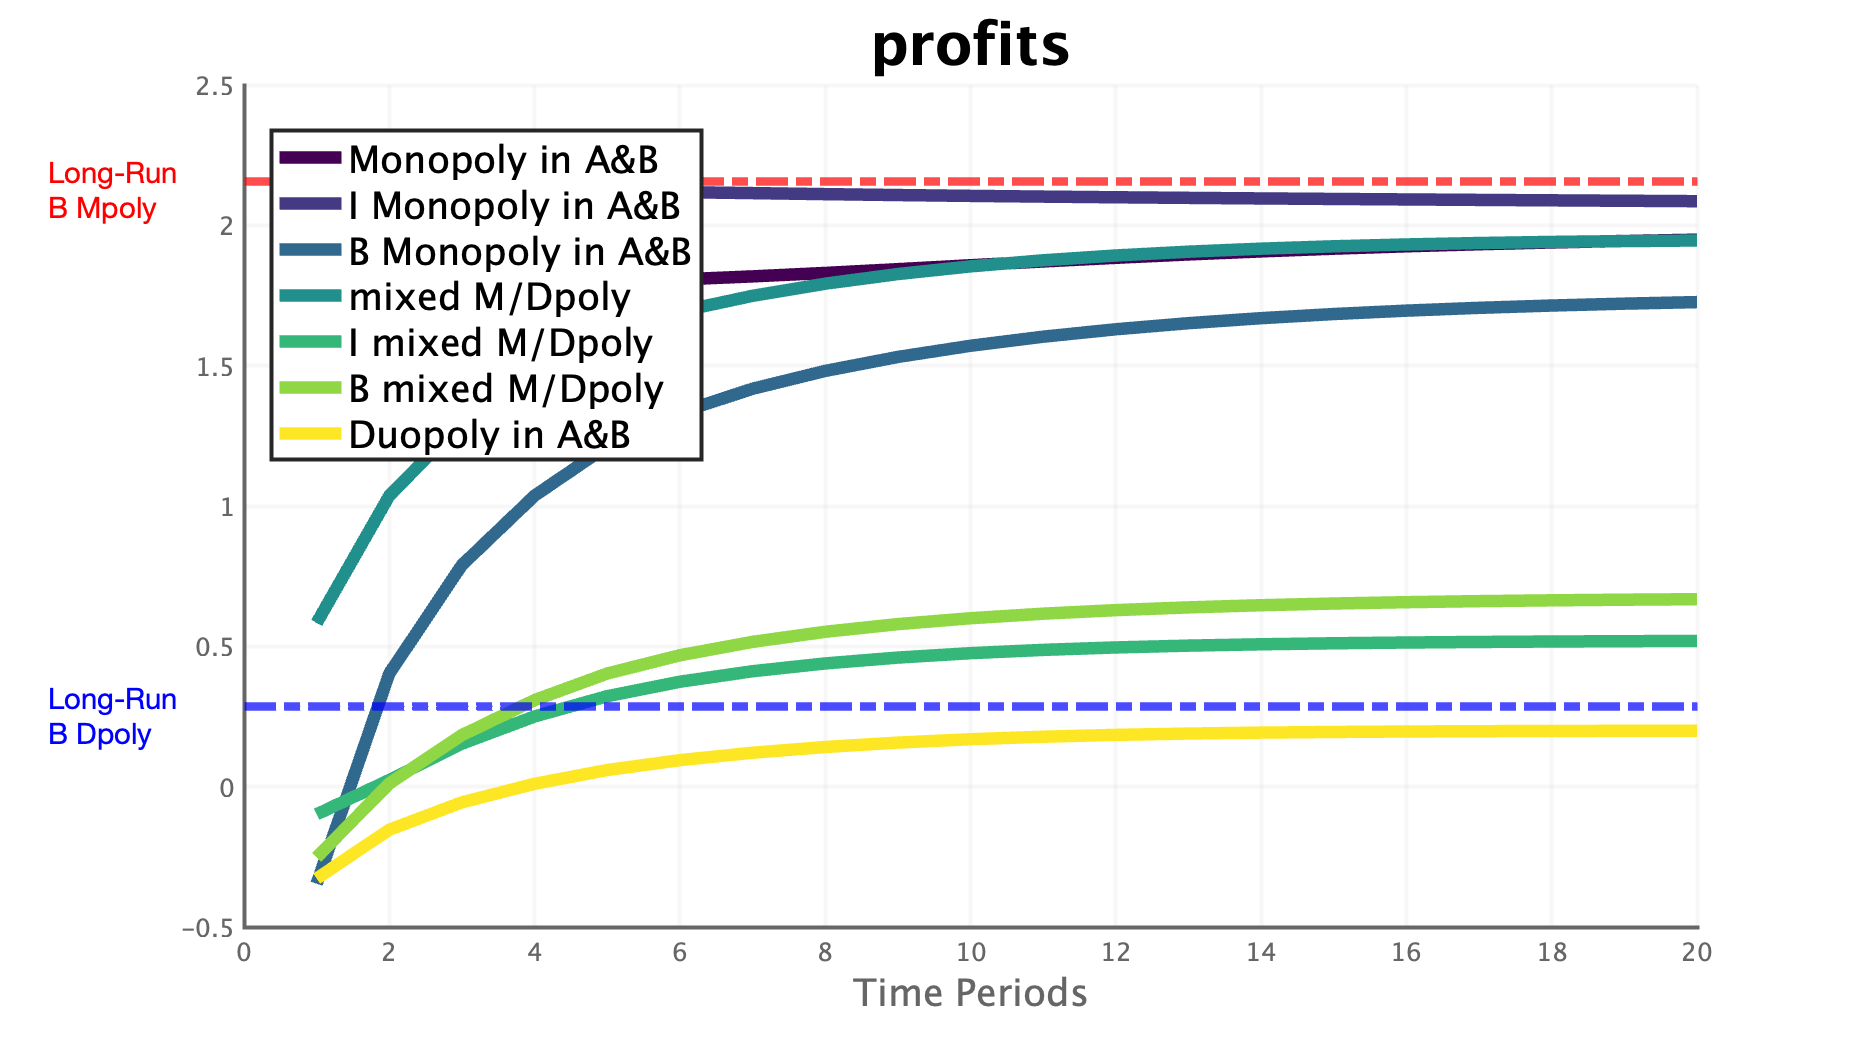 profits
2.5
2
1.5
1
0.5
0
−0.5
Long-Run
B Mpoly
Long-Run
B Dpoly
Monopoly in A&B
I Monopoly in A&B
B Monopoly in A&B
mixed M/Dpoly
I mixed M/Dpoly
B mixed M/Dpoly
Duopoly in A&B
0 2 4 6 8 10 12 14 16 18 20
Time Periods